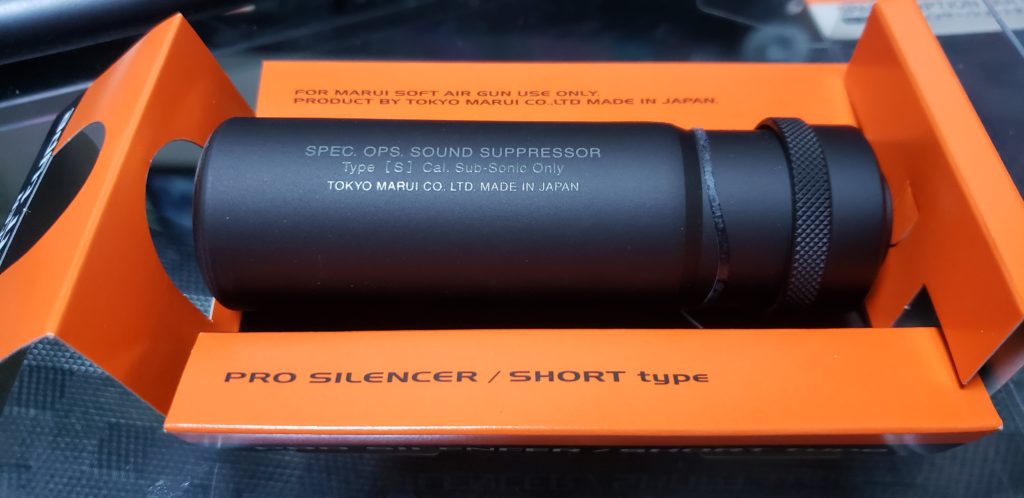 FOR MARUI SOFT AIR GUN USE ONLY.
PRODUCT BY TOKYO MARUI CO.,LTD MADE IN JAPAN.
SPEC. OPS. SOUND SUPPRESSOR
Type [S] Cal. Sub-Sonic Only
TOKYO MARUI CO. LTD. MADE IN JAPAN
PRO SILENCER / SHORT type